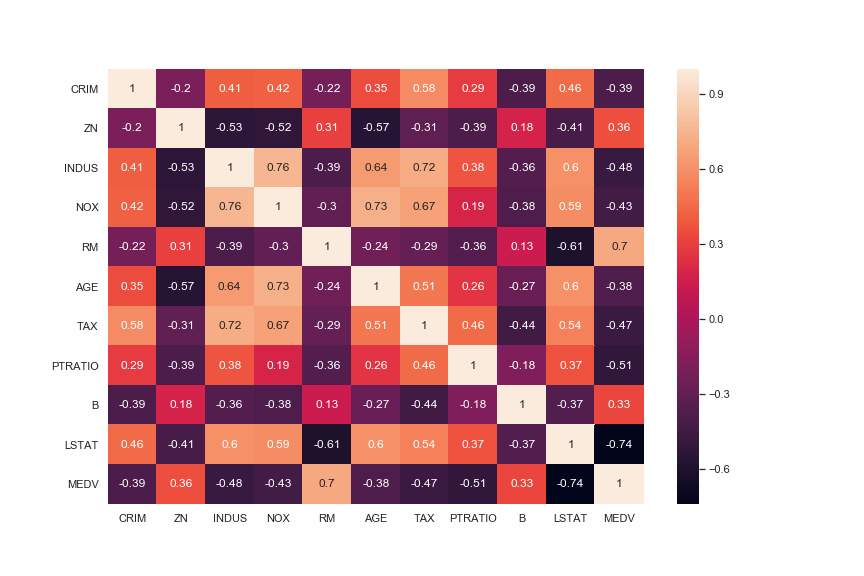 CRIM 1 -0.2 0.41 0.42 -0.22 0.35 0.58 0.29 -0.39 0.46 -0.39
ZN -0.2 1 -0.53 -0.52 0.31 -0.57 -0.31 -0.39 0.18 -0.41 0.36
INDUS 0.41 -0.53 1 0.76 -0.39 0.64 0.72 0.38 -0.36 0.6 -0.48
NOX 0.42 -0.52 0.76 1 -0.3 0.73 0.67 0.19 -0.38 0.59 -0.43
RM -0.22 0.31 -0.39 -0.3 1 -0.24 -0.29 -0.36 0.13 -0.61 0.7
AGE 0.35 -0.57 0.64 0.73 -0.24 1 0.51 0.26 -0.27 0.6 -0.38
TAX 0.58 -0.31 0.72 0.67 -0.29 0.51 1 0.46 -0.44 0.54 -0.47
PTRATIO 0.29 -0.39 0.38 0.19 -0.36 0.26 0.46 1 -0.18 0.37 -0.51
B -0.39 0.18 -0.36 -0.38 0.13 -0.27 -0.44 -0.18 1 -0.37 0.33
LSTAT 0.46 -0.41 0.6 0.59 -0.61 0.6 0.54 0.37 -0.37 1 -0.74
MEDV -0.39 0.36 -0.48 -0.43 0.7 -0.38 -0.47 -0.51 0.33 -0.74 1
CRIM ZN INDUS NOX RM AGE TAX PTRATIO B LSTAT MEDV
0.9
0.6
0.3
0.0
−0.3
−0.6